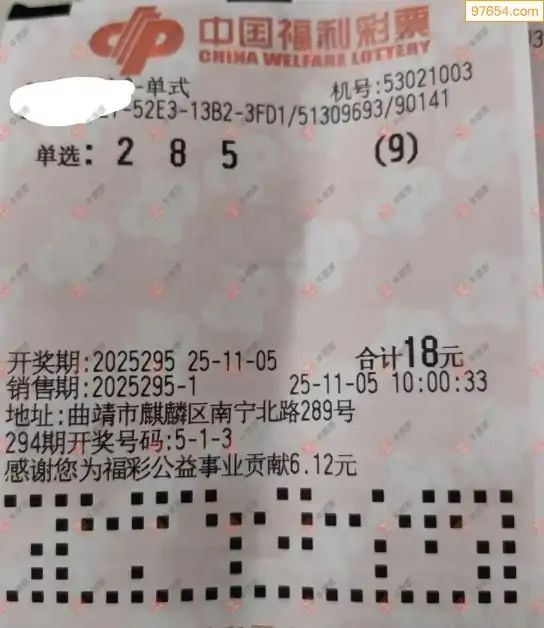 97654.com
中国福利彩票
CHINA WELFARE LOTTERY
-单式 机号:53021003
-52E3-13B2-3FD1/51309693/90141
单选: 2 8 5 (9)
开奖期:2025295 25-11-05 合计18元
销售期:2025295-1 25-11-05 10:00:33
地址:曲靖市麒麟区南宁北路289号
294期开奖号码:5-1-3
感谢您为福彩公益事业贡献6.12元